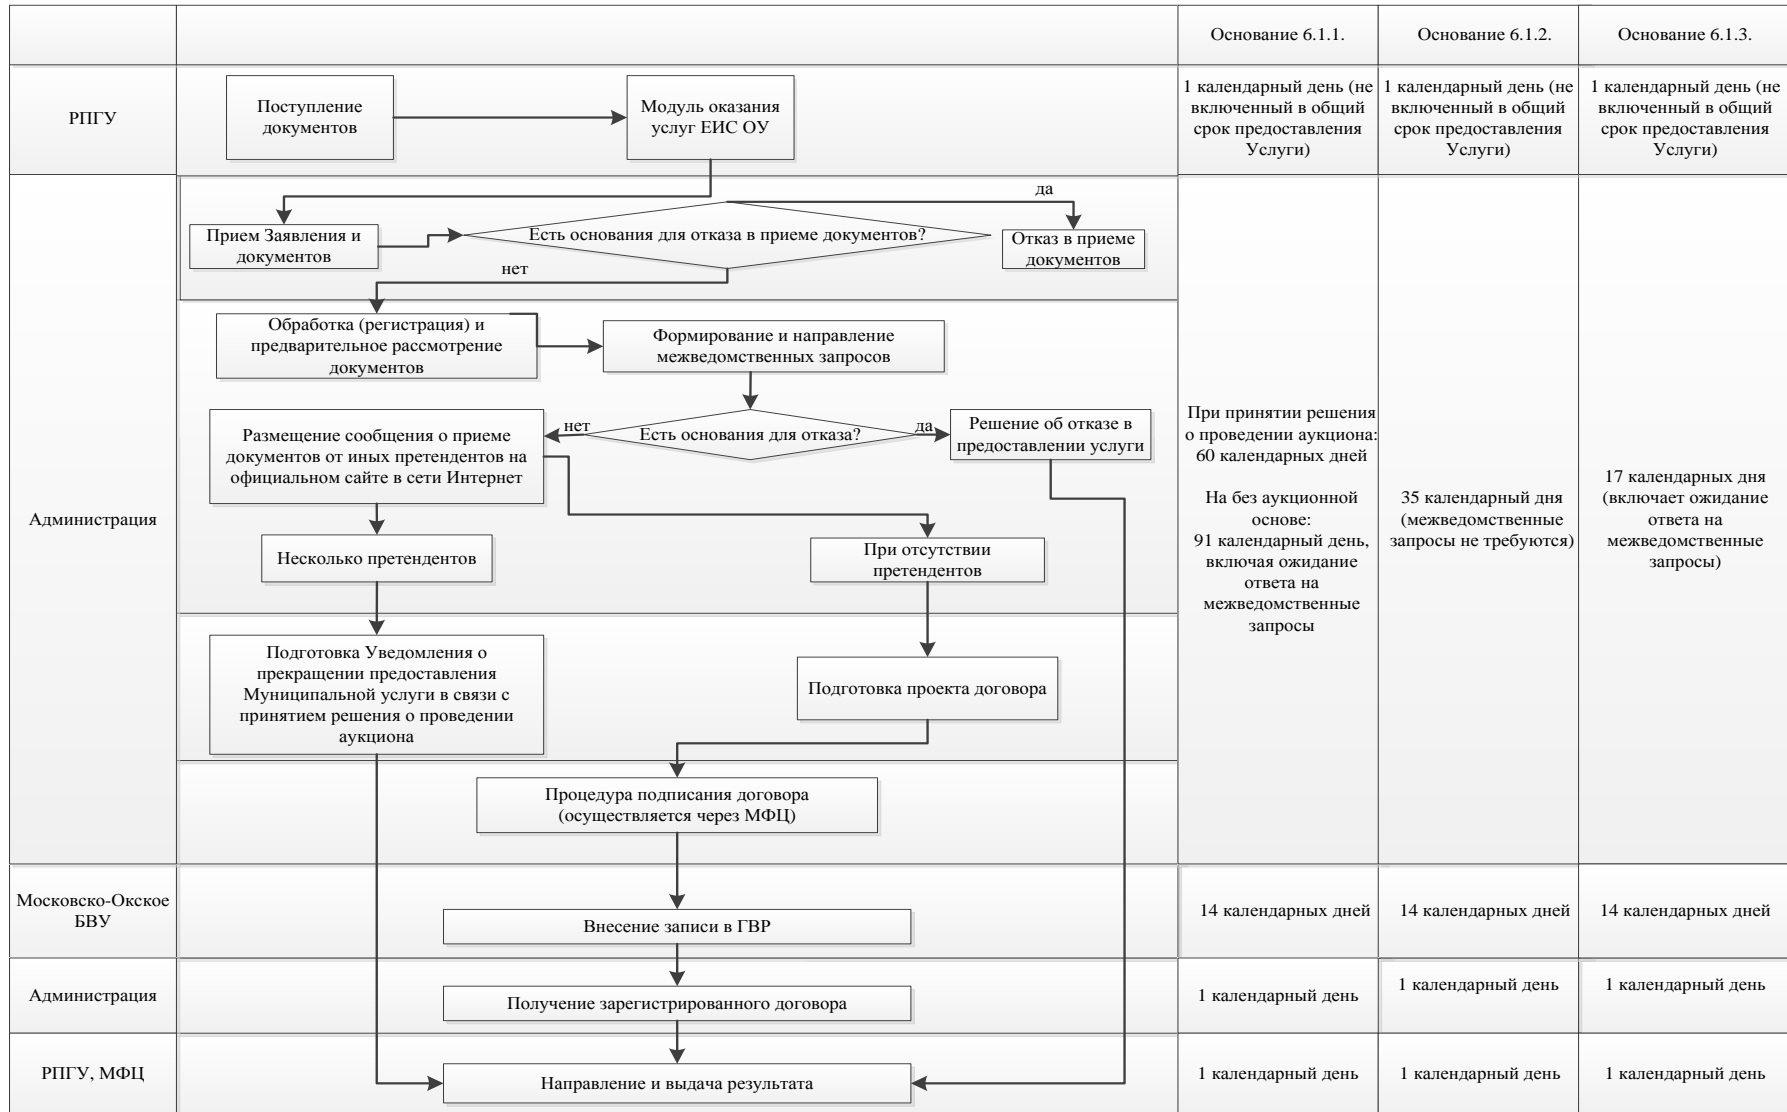 Основание 6.1.1.
Основание 6.1.2.
Основание 6.1.3.
РПГУ
Поступление
документов
Модуль оказания
услуг ЕИС ОУ
1 календарный день (не
включенный в общий
срок предоставления
Услуги)
1 календарный день (не
включенный в общий
срок предоставления
Услуги)
1 календарный день (не
включенный в общий
срок предоставления
Услуги)
Администрация
Прием Заявления и
документов
Есть основания для отказа в приеме документов?
да
Отказ в приеме
документов
нет
Обработка (регистрация) и
предварительное рассмотрение
документов
Формирование и направление
межведомственных запросов
Размещение сообщения о приеме
документов от иных претендентов на
официальном сайте в сети Интернет
нет
Есть основания для отказа?
да
Решение об отказе в
предоставлении услуги
Несколько претендентов
При отсутствии
претендентов
Подготовка Уведомления о
прекращении предоставления
Муниципальной услуги в связи с
принятием решения о проведении
аукциона
Подготовка проекта договора
Процедура подписания договора
(осуществляется через МФЦ)
При принятии решения
о проведении аукциона:
60 календарных дней
На без аукционной
основе:
91 календарный день,
включая ожидание
ответа на
межведомственные
запросы
35 календарный дня
(межведомственные
запросы не требуются)
17 календарных дня
(включает ожидание
ответа на
межведомственные
запросы)
Московско-Окское
БВУ
Внесение записи в ГВР
14 календарных дней
14 календарных дней
14 календарных дней
Администрация
Получение зарегистрированного договора
1 календарный день
1 календарный день
1 календарный день
РПГУ, МФЦ
Направление и выдача результата
1 календарный день
1 календарный день
1 календарный день